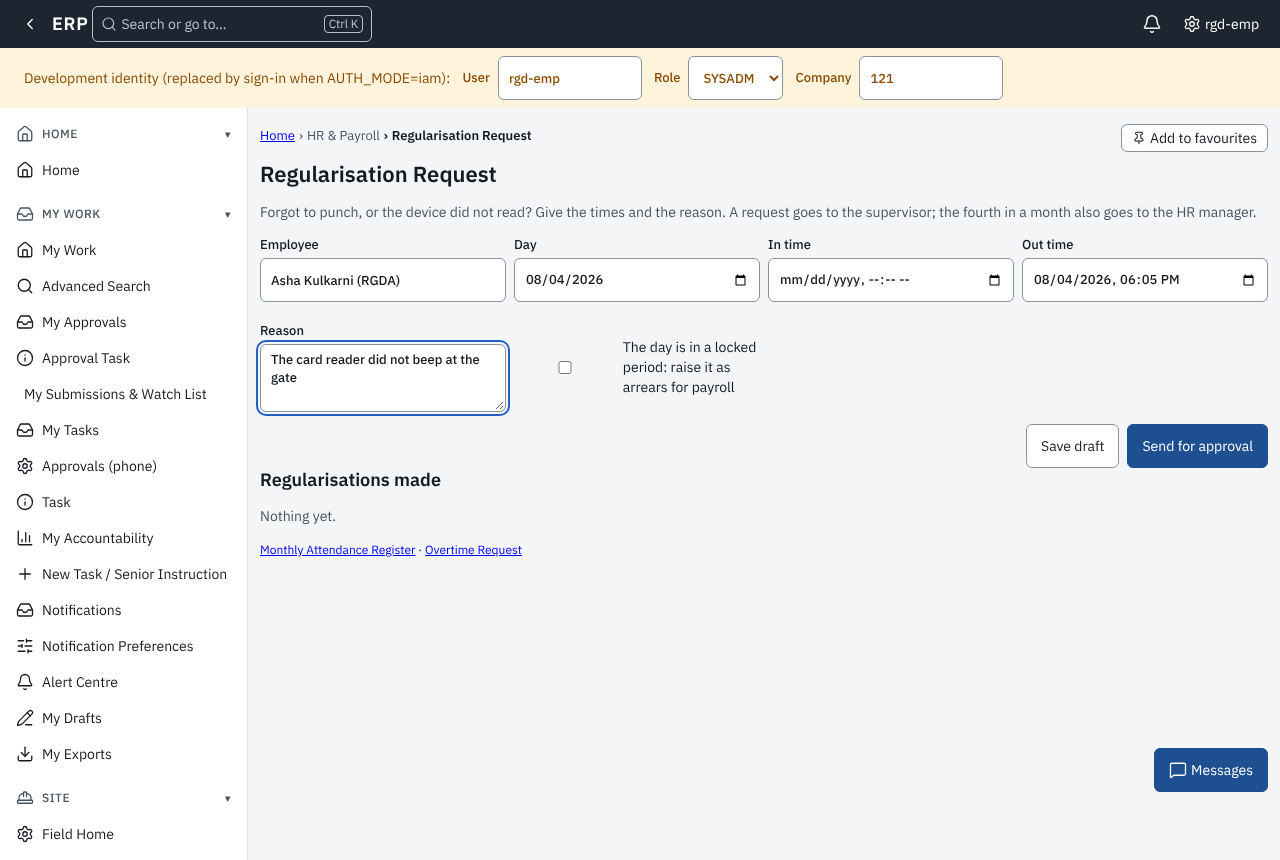 ERP
Search or go to...
Ctrl K
rgd-emp
Development identity (replaced by sign-in when AUTH_MODE=iam):
User
rgd-emp
Role
SYSADM
Company
121
HOME
Home
MY WORK
My Work
Advanced Search
My Approvals
Approval Task
My Submissions & Watch List
My Tasks
Approvals (phone)
Task
My Accountability
New Task / Senior Instruction
Notifications
Notification Preferences
Alert Centre
My Drafts
My Exports
SITE
Field Home
Home › HR & Payroll › Regularisation Request
Add to favourites
Regularisation Request
Forgot to punch, or the device did not read? Give the times and the reason. A request goes to the supervisor; the fourth in a month also goes to the HR manager.
Employee
Asha Kulkarni (RGDA)
Day
08/04/2026
In time
mm/dd/yyyy, --:-- --
Out time
08/04/2026, 06:05 PM
Reason
The card reader did not beep at the
gate
The day is in a locked
period: raise it as
arrears for payroll
Save draft
Send for approval
Regularisations made
Nothing yet.
Monthly Attendance Register · Overtime Request
Messages